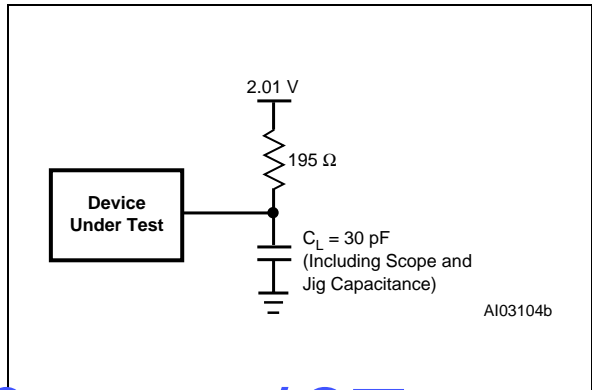 2.01 V
195 Ω
Device
Under Test
C_L = 30 pF
(Including Scope and
Jig Capacitance)
AI03104b